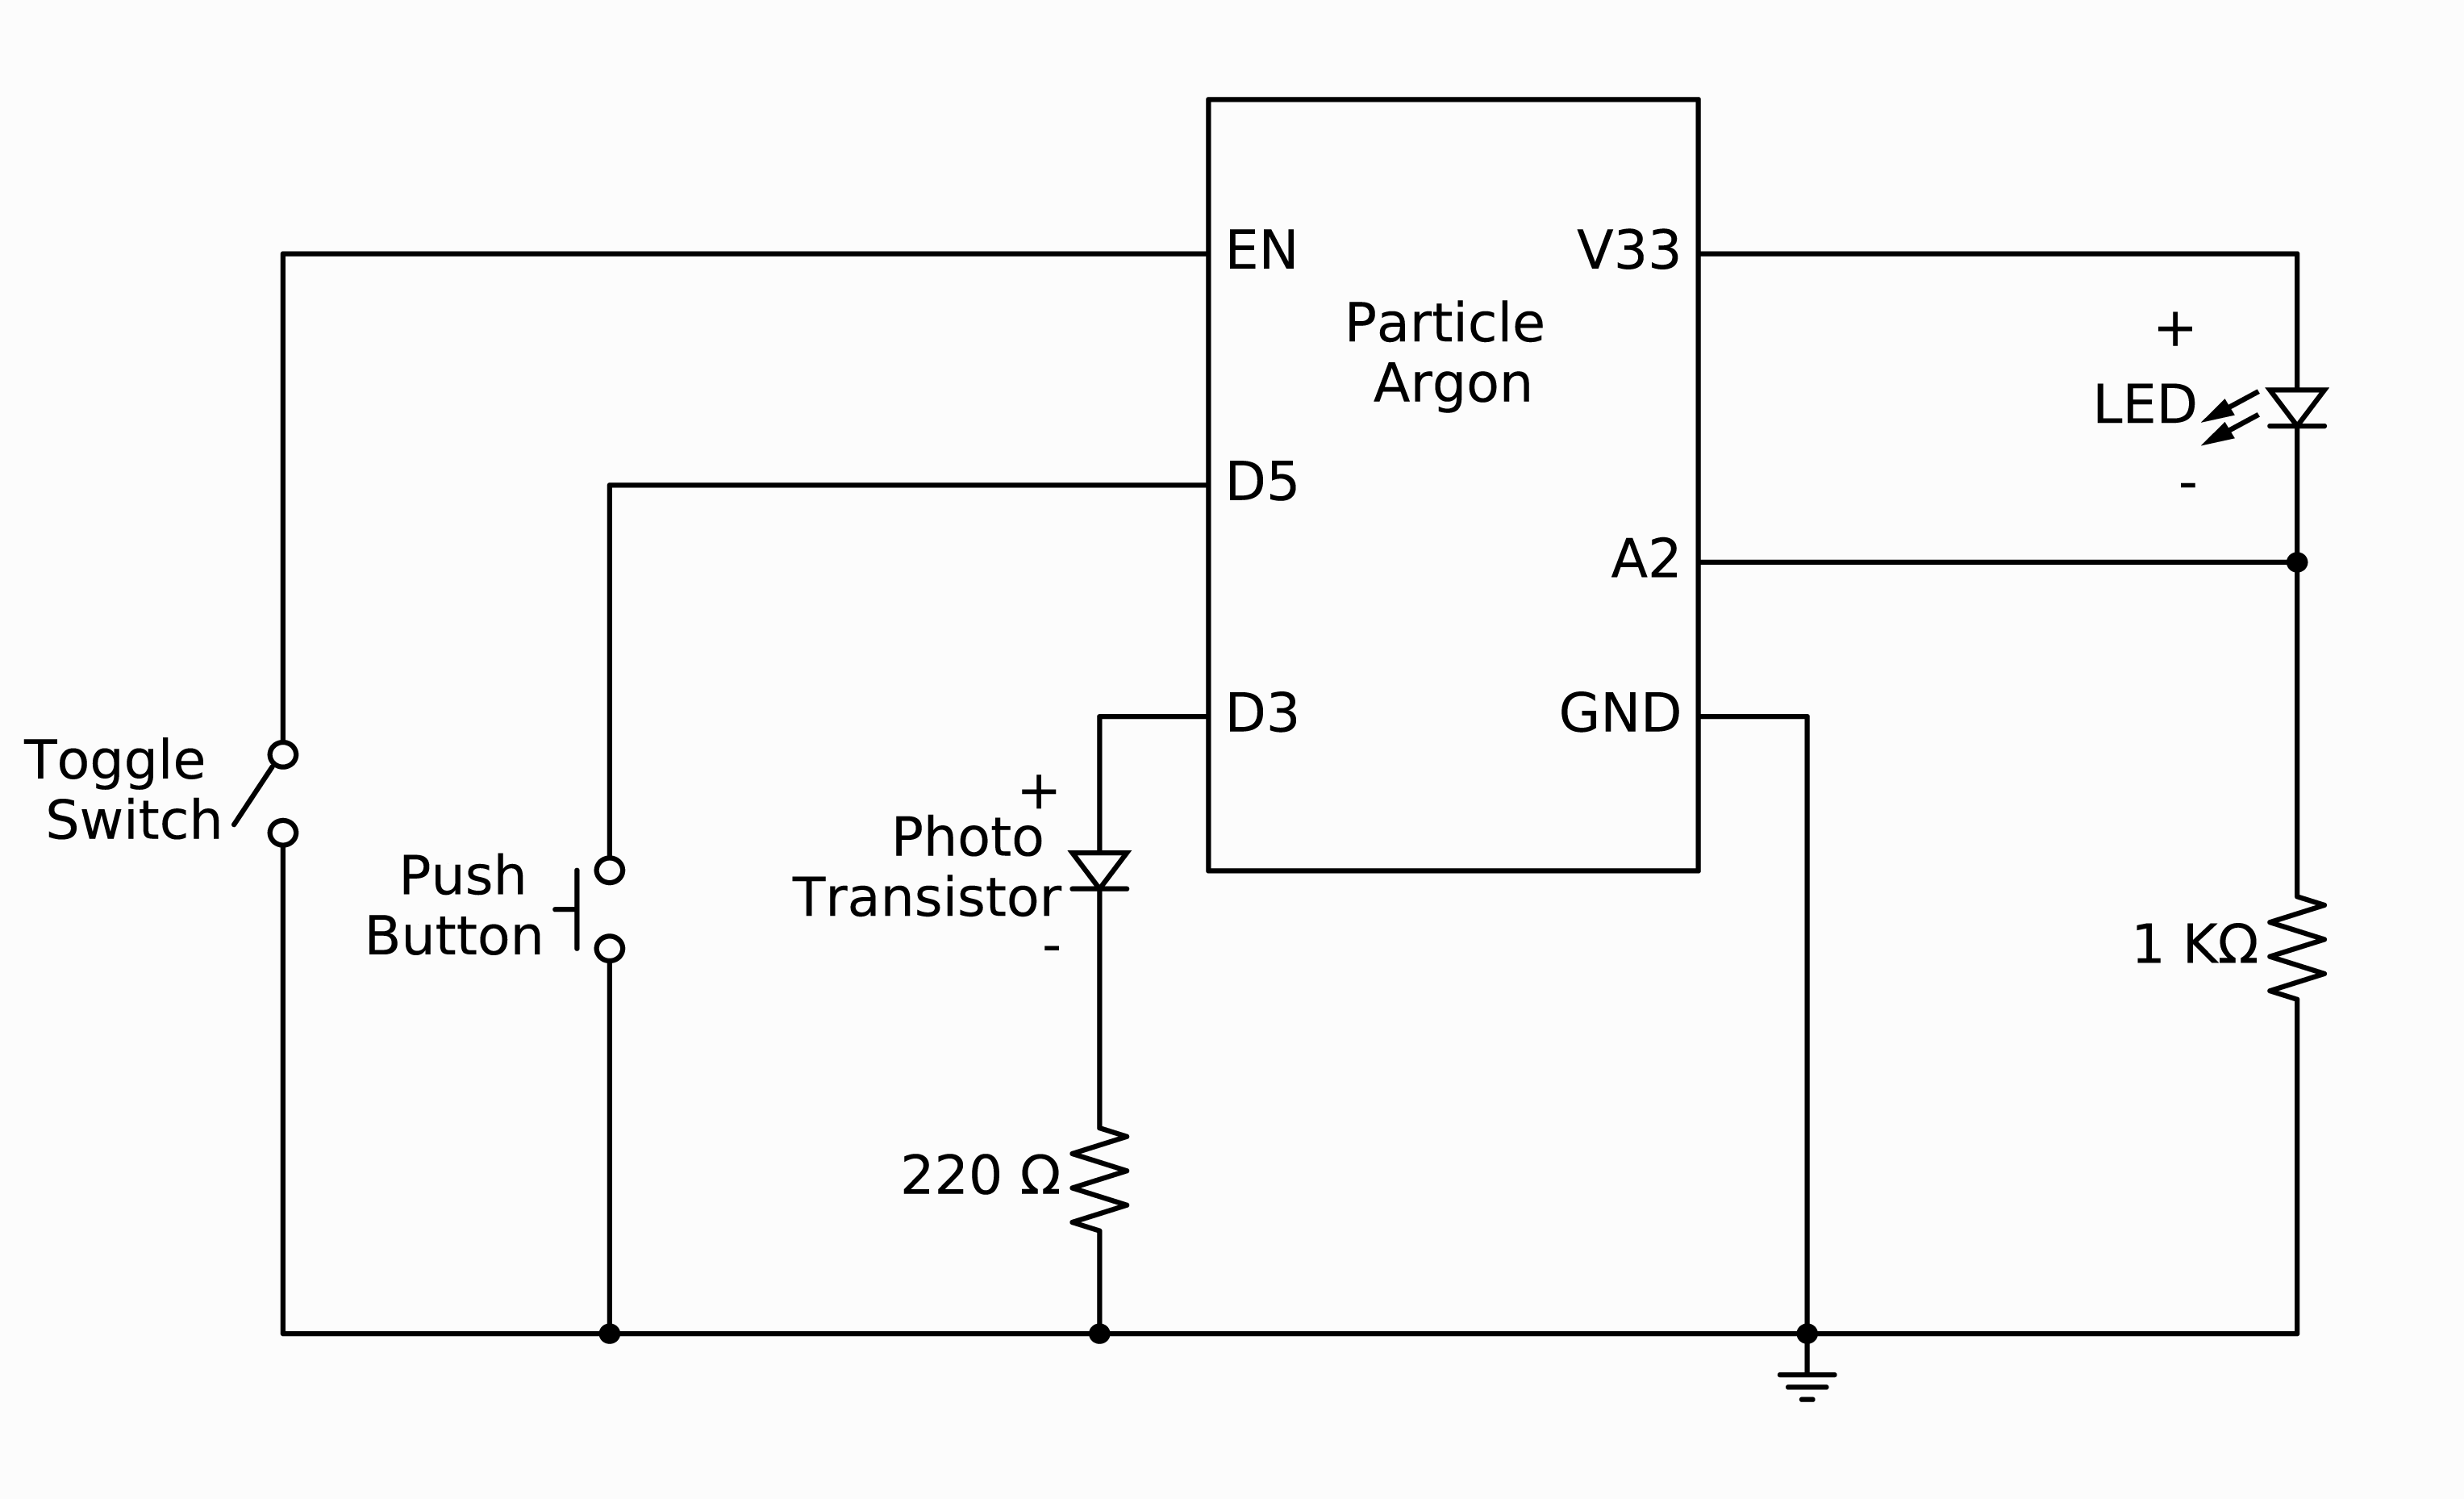 EN
V33
Particle
Argon
+
LED
-
D5
A2
D3
GND
Toggle
Switch
+
Photo
Transistor
-
Push
Button
1 KΩ
220 Ω